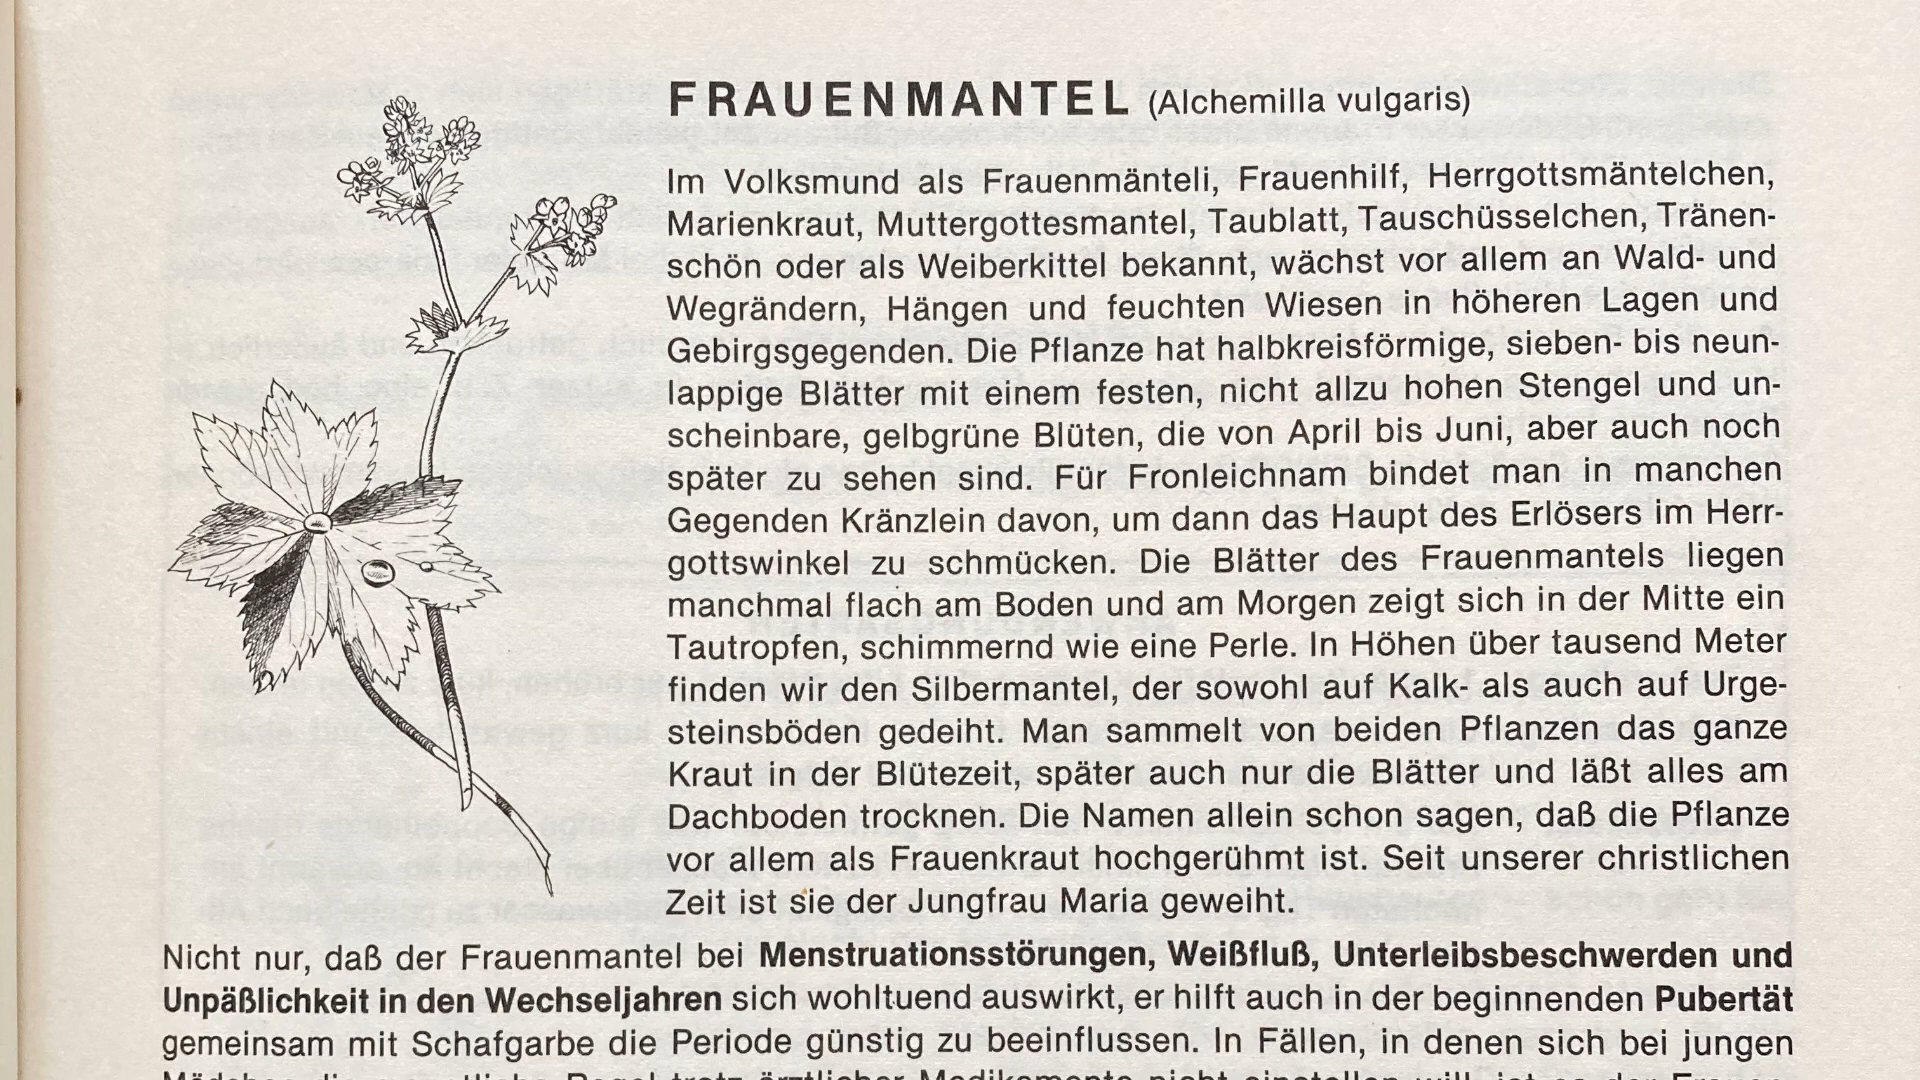 FRAUENMANTEL (Alchemilla vulgaris)
Im Volksmund als Frauenmänteli, Frauenhilf, Herrgottsmäntelchen,
Marienkraut, Muttergottesmantel, Taublatt, Tauschüsselchen, Tränen-
schön oder als Weiberkittel bekannt, wächst vor allem an Wald- und
Wegrändern, Hängen und feuchten Wiesen in höheren Lagen und
Gebirgsgegenden. Die Pflanze hat halbkreisförmige, sieben- bis neun-
lappige Blätter mit einem festen, nicht allzu hohen Stengel und un-
scheinbare, gelbgrüne Blüten, die von April bis Juni, aber auch noch
später zu sehen sind. Für Fronleichnam bindet man in manchen
Gegenden Kränzlein davon, um dann das Haupt des Erlösers im Herr-
gottswinkel zu schmücken. Die Blätter des Frauenmantels liegen
manchmal flach am Boden und am Morgen zeigt sich in der Mitte ein
Tautropfen, schimmernd wie eine Perle. In Höhen über tausend Meter
finden wir den Silbermantel, der sowohl auf Kalk- als auch auf Urge-
steinsböden gedeiht. Man sammelt von beiden Pflanzen das ganze
Kraut in der Blütezeit, später auch nur die Blätter und läßt alles am
Dachboden trocknen. Die Namen allein schon sagen, daß die Pflanze
vor allem als Frauenkraut hochgerühmt ist. Seit unserer christlichen
Zeit ist sie der Jungfrau Maria geweiht.
Nicht nur, daß der Frauenmantel bei Menstruationsstörungen, Weißfluß, Unterleibsbeschwerden und
Unpäßlichkeit in den Wechseljahren sich wohltuend auswirkt, er hilft auch in der beginnenden Pubertät
gemeinsam mit Schafgarbe die Periode günstig zu beeinflussen. In Fällen, in denen sich bei jungen